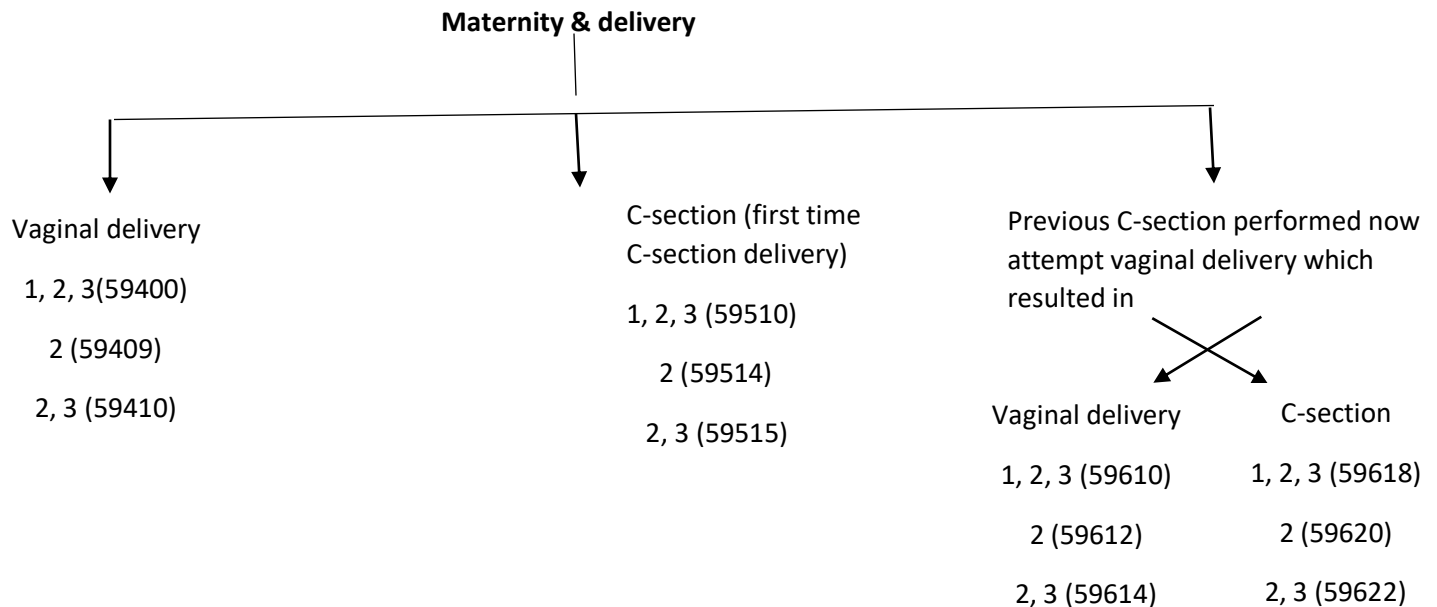 Maternity & delivery
Vaginal delivery
1, 2, 3(59400)
2 (59409)
2, 3 (59410)
C-section (first time
C-section delivery)
1, 2, 3 (59510)
2 (59514)
2, 3 (59515)
Previous C-section performed now
attempt vaginal delivery which
resulted in
Vaginal delivery
1, 2, 3 (59610)
2 (59612)
2, 3 (59614)
C-section
1, 2, 3 (59618)
2 (59620)
2, 3 (59622)